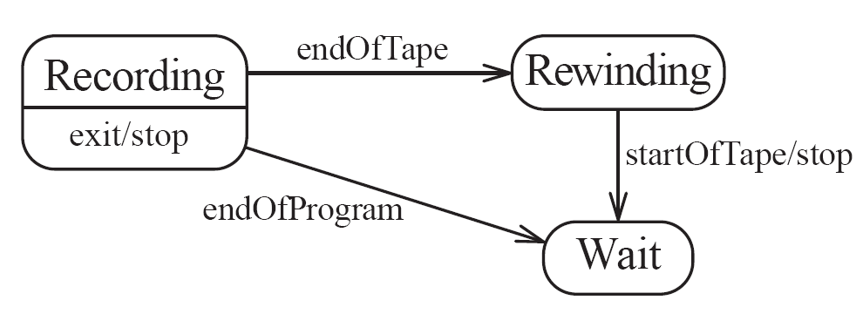 endOfTape
Recording
Rewinding
exit/stop
startOfTape/stop
endOfProgram
Wait